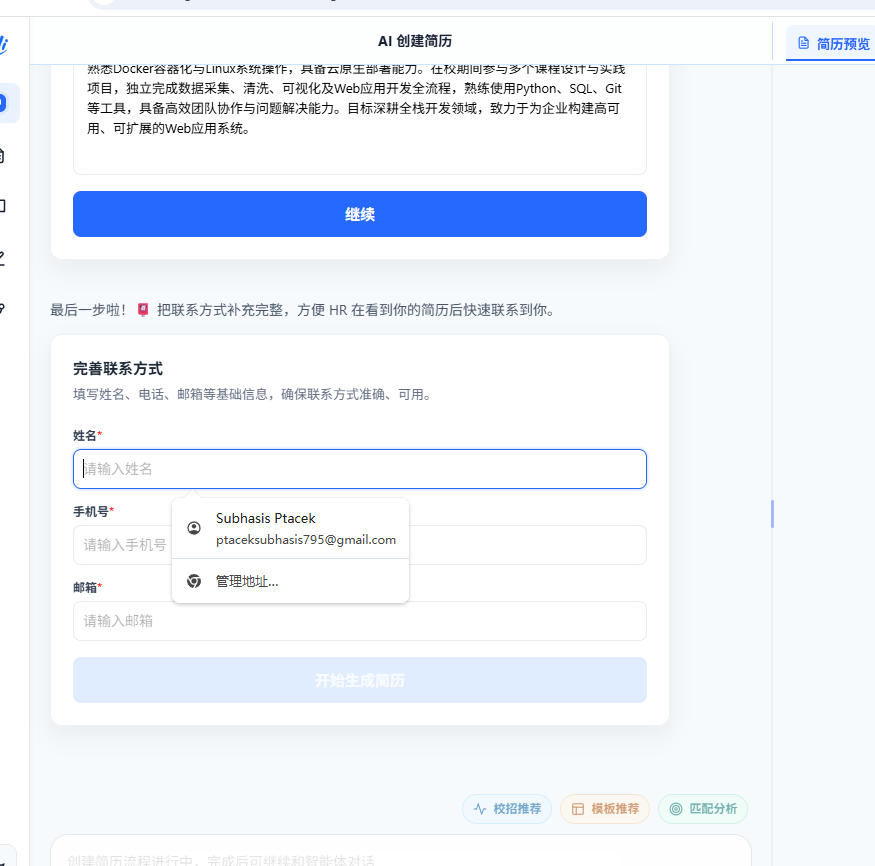 AI 创建简历
简历预览
熟悉Docker容器化与Linux系统操作，具备云原生部署能力。在校期间参与多个课程设计与实践
项目，独立完成数据采集、清洗、可视化及Web应用开发全流程，熟练使用Python、SQL、Git
等工具，具备高效团队协作与问题解决能力。目标深耕全栈开发领域，致力于为企业构建高可
用、可扩展的Web应用系统。
继续
最后一步啦！ 📮 把联系方式补充完整，方便 HR 在看到你的简历后快速联系到你。
完善联系方式
填写姓名、电话、邮箱等基础信息，确保联系方式准确、可用。
姓名*
请输入姓名
Subhasis Ptacek
ptaceksubhasis795@gmail.com
管理地址...
手机号*
请输入手机号
邮箱*
请输入邮箱
开始生成简历
校招推荐
模板推荐
匹配分析
创建简历流程进行中，完成后可继续和智能体对话